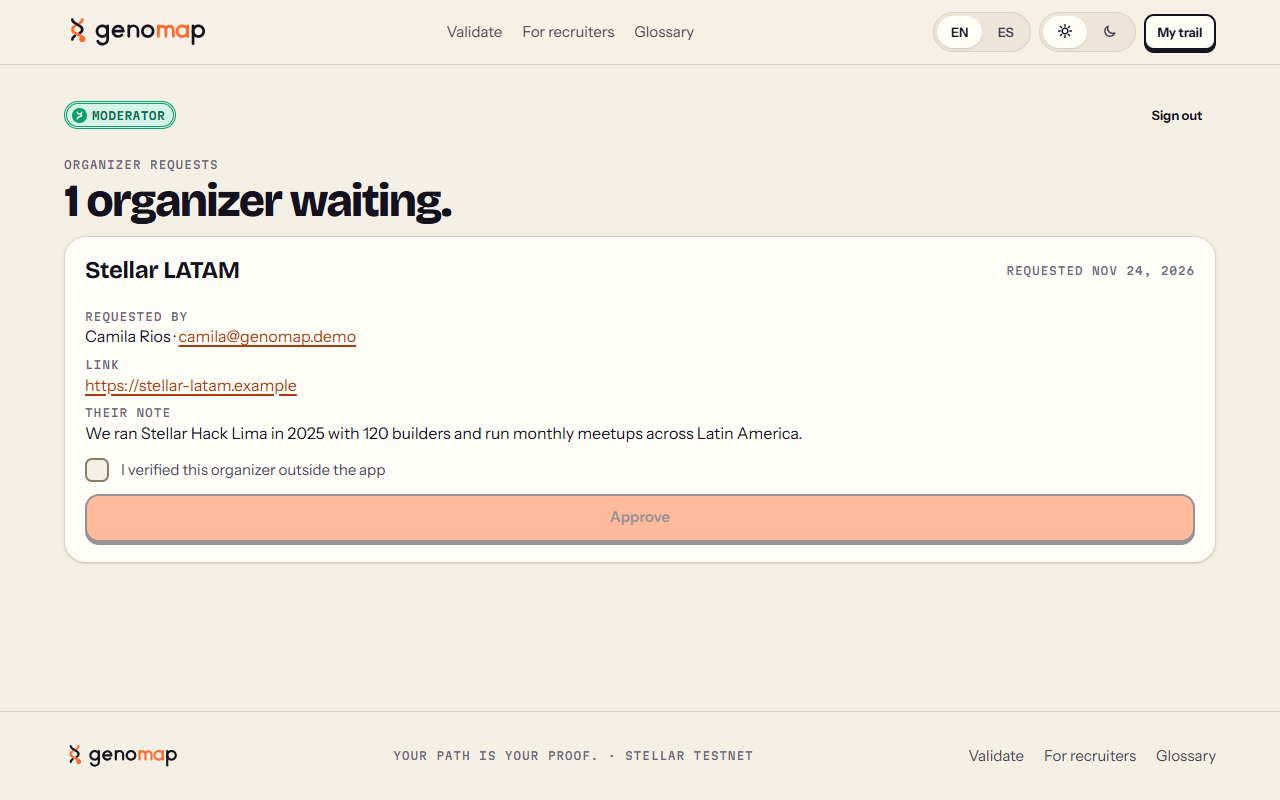 genomap
Validate For recruiters Glossary
EN ES
My trail
MODERATOR
Sign out
ORGANIZER REQUESTS
1 organizer waiting.
Stellar LATAM
REQUESTED NOV 24, 2026
REQUESTED BY
Camila Rios · camila@genomap.demo
LINK
https://stellar-latam.example
THEIR NOTE
We ran Stellar Hack Lima in 2025 with 120 builders and run monthly meetups across Latin America.
I verified this organizer outside the app
Approve
genomap
YOUR PATH IS YOUR PROOF. · STELLAR TESTNET
Validate For recruiters Glossary